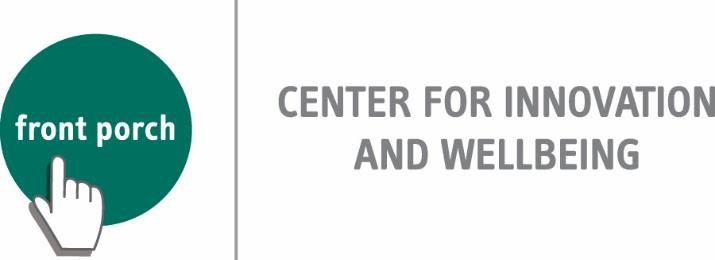 front porch
CENTER FOR INNOVATION
AND WELLBEING